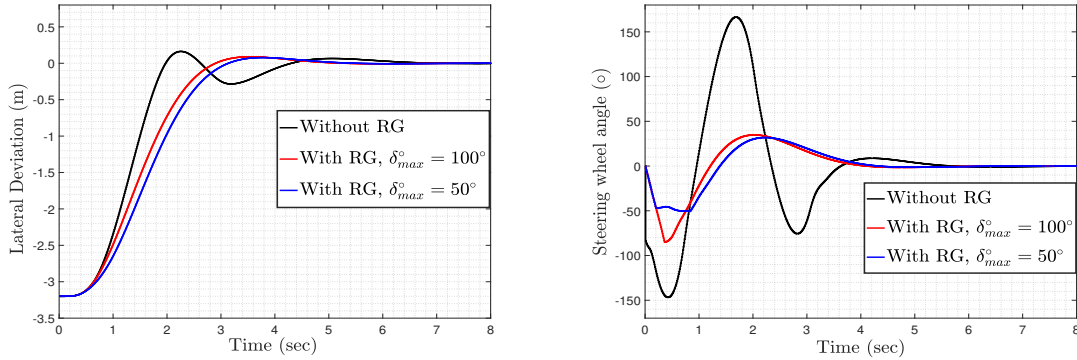 0.5
0
-0.5
-1
-1.5
-2
-2.5
-3
-3.5
0 1 2 3 4 5 6 7 8
Lateral Deviation (m)
Time (sec)
Without RG
With RG, δ°max = 100°
With RG, δ°max = 50°
150
100
50
0
-50
-100
-150
0 1 2 3 4 5 6 7 8
Steering wheel angle (○)
Time (sec)
Without RG
With RG, δ°max = 100°
With RG, δ°max = 50°